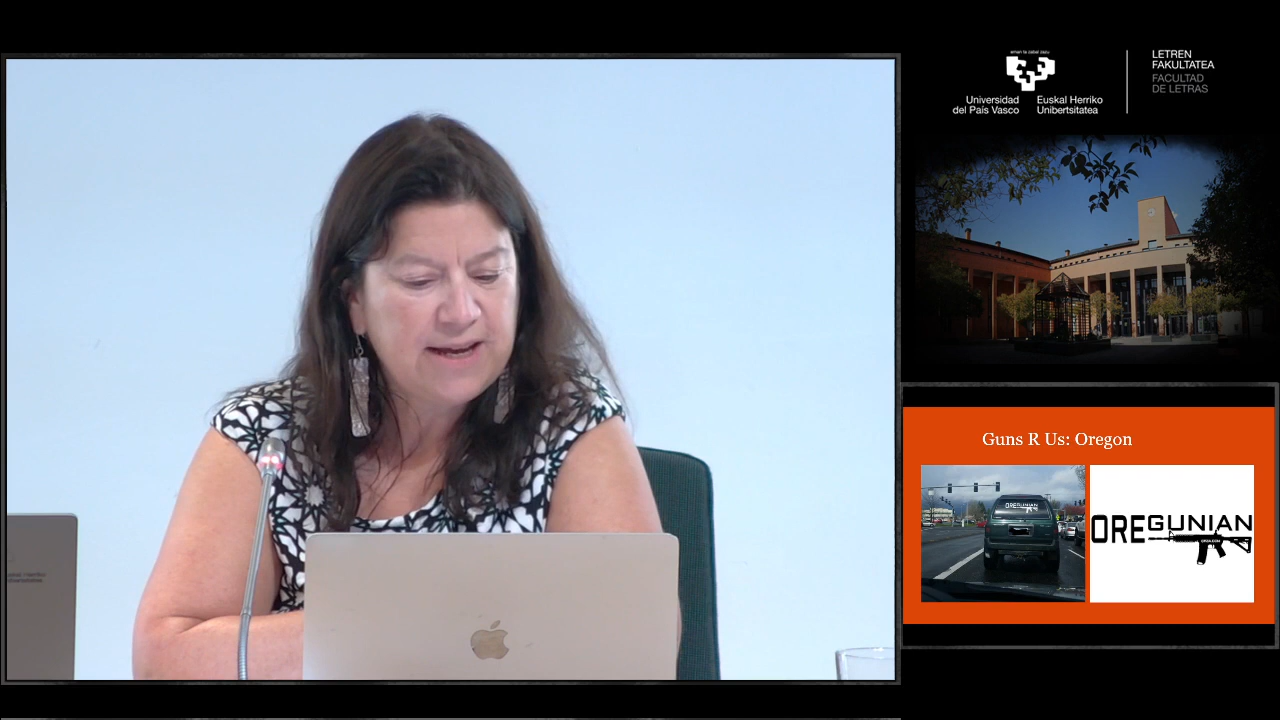 eman ta zabal zazu
Universidad
del País Vasco
Euskal Herriko
Unibertsitatea
LETREN
FAKULTATEA
FACULTAD
DE LETRAS
Guns R Us: Oregon
OREGUNIAN
OREGUNIAN